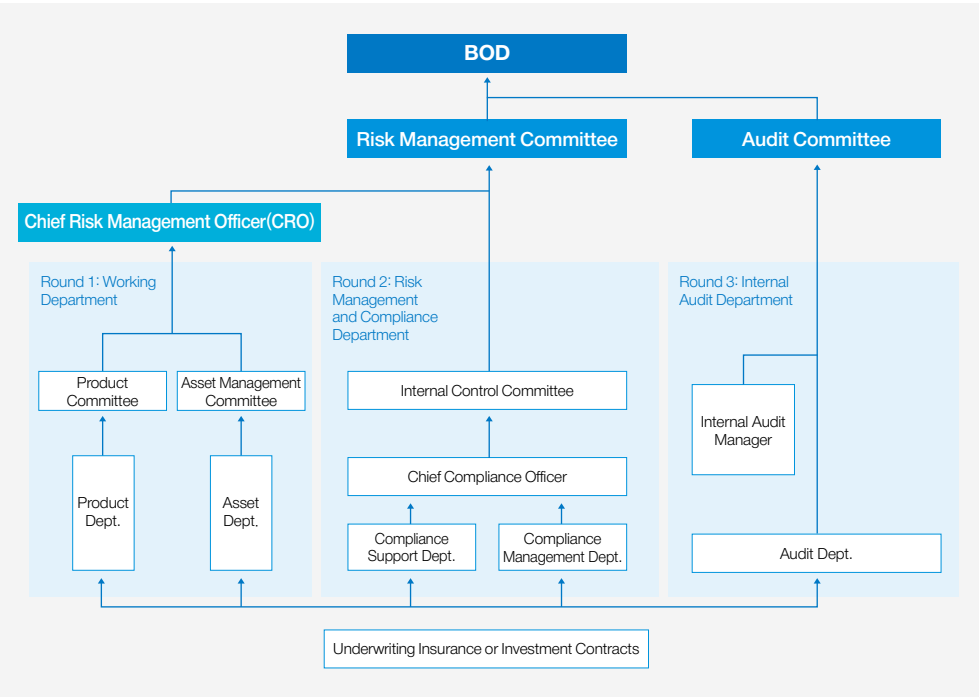 BOD
Risk Management Committee
Audit Committee
Chief Risk Management Officer(CRO)
Round 1: Working
Department
Round 2: Risk
Management
and Compliance
Department
Round 3: Internal
Audit Department
Product
Committee
Asset Management
Committee
Internal Control Committee
Internal Audit
Manager
Chief Compliance Officer
Product
Dept.
Asset
Dept.
Compliance
Support Dept.
Compliance
Management Dept.
Audit Dept.
Underwriting Insurance or Investment Contracts